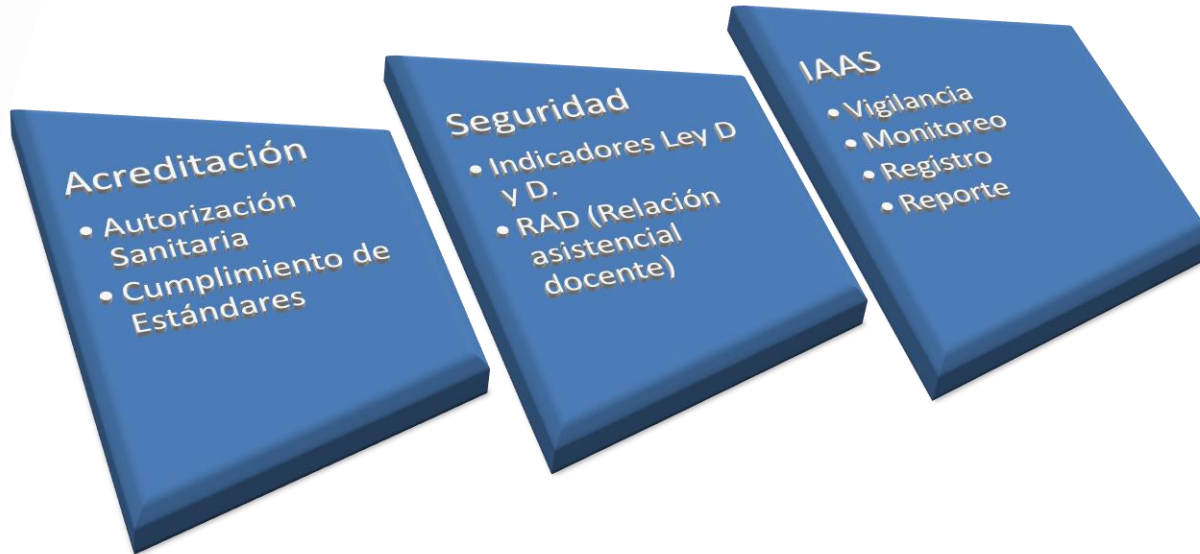 Acreditación
• Autorización
Sanitaria
• Cumplimiento de
Estándares
Seguridad
• Indicadores Ley D
y D.
• RAD (Relación
asistencial
docente)
IAAS
• Vigilancia
• Monitoreo
• Registro
• Reporte